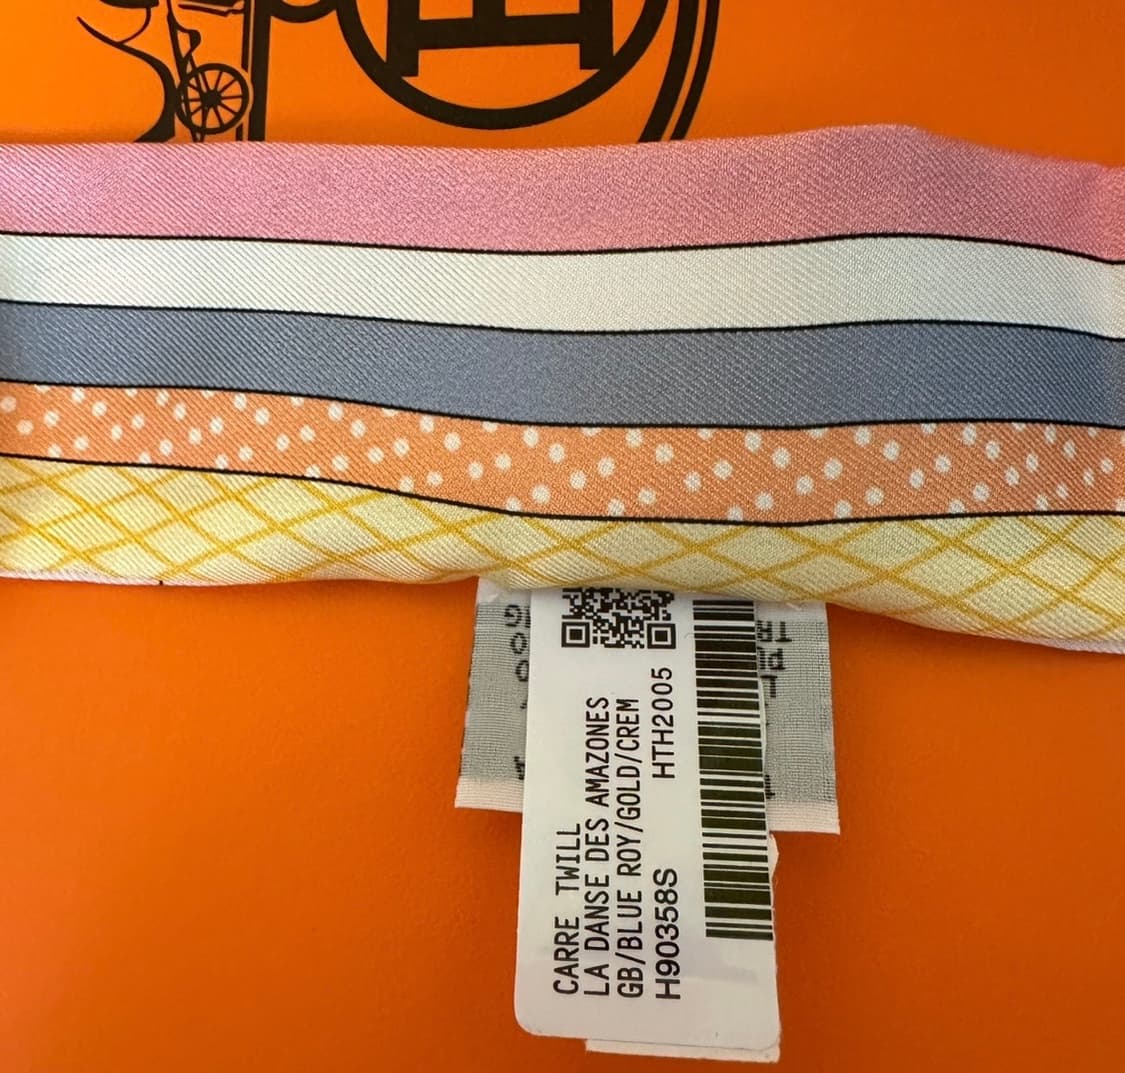 CARRE TWILL
LA DANSE DES AMAZONES
GB/BLUE ROY/GOLD/CREM
H90358S HTH2005